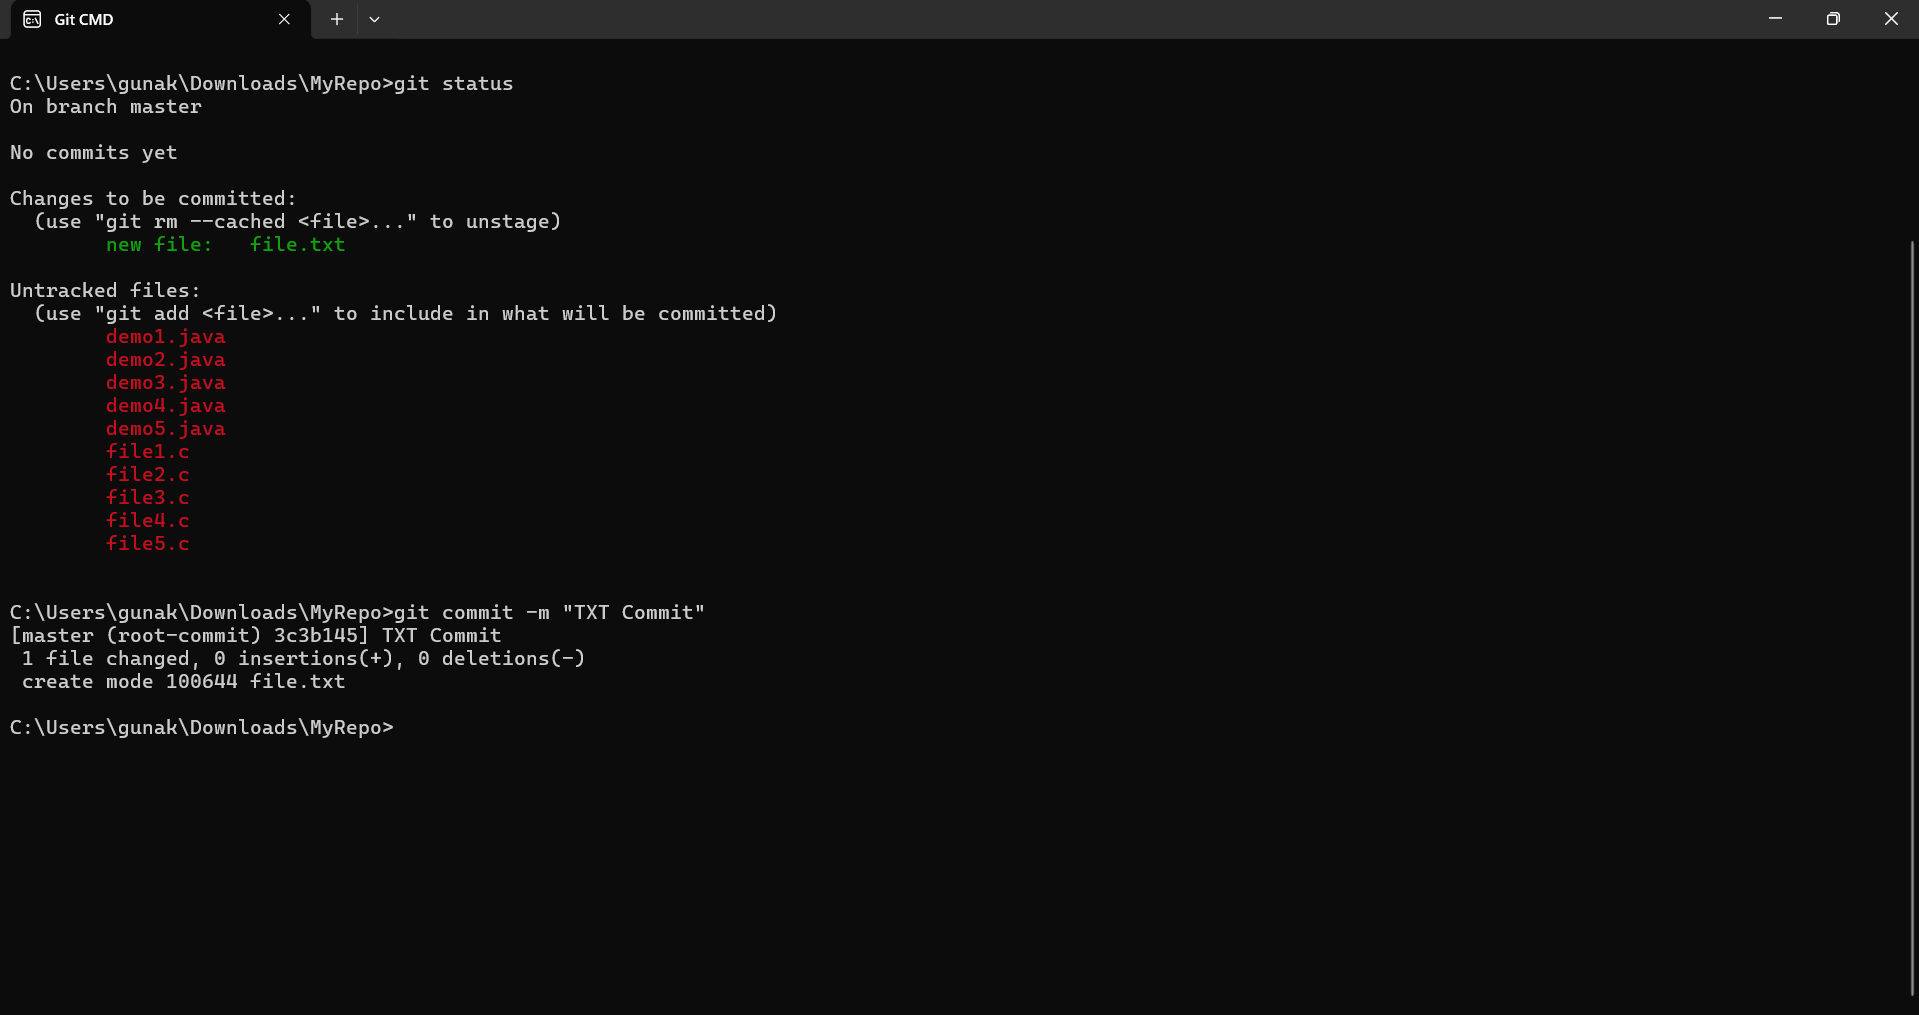 Git CMD
C:\Users\gunak\Downloads\MyRepo>git status
On branch master
No commits yet
Changes to be committed:
  (use "git rm --cached <file>..." to unstage)
        new file:   file.txt
Untracked files:
  (use "git add <file>..." to include in what will be committed)
        demo1.java
        demo2.java
        demo3.java
        demo4.java
        demo5.java
        file1.c
        file2.c
        file3.c
        file4.c
        file5.c
C:\Users\gunak\Downloads\MyRepo>git commit -m "TXT Commit"
[master (root-commit) 3c3b145] TXT Commit
 1 file changed, 0 insertions(+), 0 deletions(-)
 create mode 100644 file.txt
C:\Users\gunak\Downloads\MyRepo>